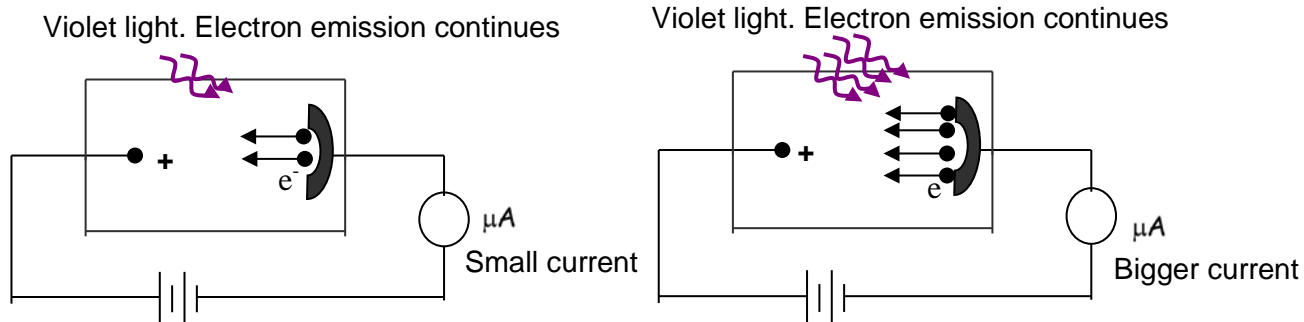 Violet light. Electron emission continues
+
e-
μA
Small current
Violet light. Electron emission continues
+
e
μA
Bigger current